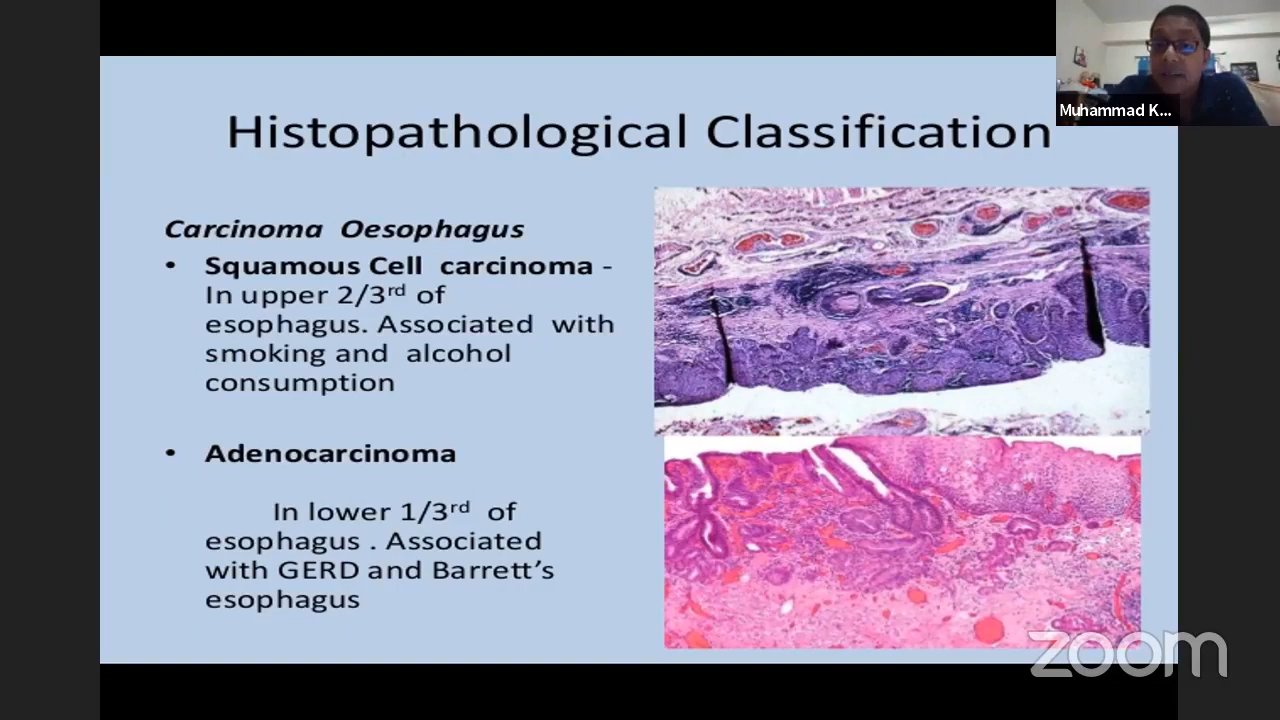 Muhammad K...
Histopathological Classification
Carcinoma Oesophagus
• Squamous Cell carcinoma -
In upper 2/3rd of
esophagus. Associated with
smoking and alcohol
consumption
• Adenocarcinoma
In lower 1/3rd of
esophagus . Associated
with GERD and Barrett’s
esophagus
zoom